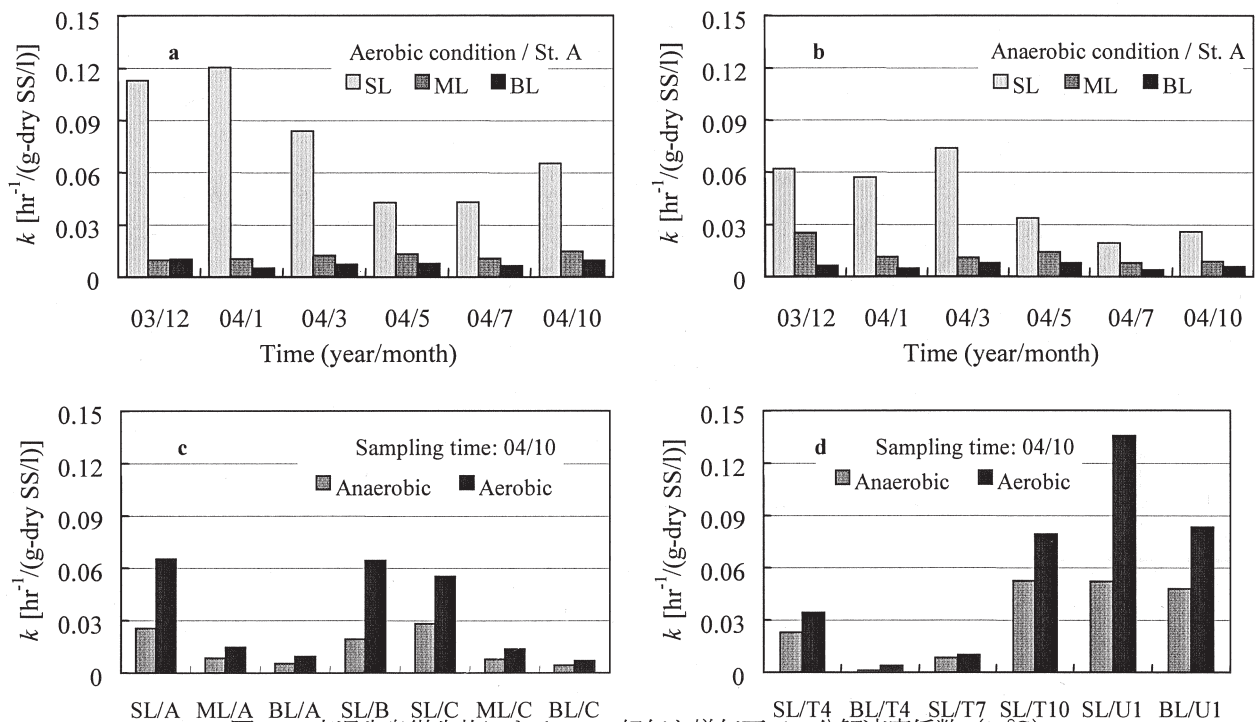 0.15
0.12
0.09
0.06
0.03
0
k [hr-1/(g-dry SS/l)]
a
Aerobic condition / St. A
SL ML BL
03/12 04/1 04/3 04/5 04/7 04/10
Time (year/month)
0.15
0.12
0.09
0.06
0.03
0
k [hr-1/(g-dry SS/l)]
b
Anaerobic condition / St. A
SL ML BL
03/12 04/1 04/3 04/5 04/7 04/10
Time (year/month)
0.15
0.12
0.09
0.06
0.03
0
k [hr-1/(g-dry SS/l)]
c
Sampling time: 04/10
Anaerobic Aerobic
SL/A ML/A BL/A SL/B SL/C ML/C BL/C
0.15
0.12
0.09
0.06
0.03
0
k [hr-1/(g-dry SS/l)]
d
Sampling time: 04/10
Anaerobic Aerobic
SL/T4 BL/T4 SL/T7 SL/T10 SL/U1 BL/U1